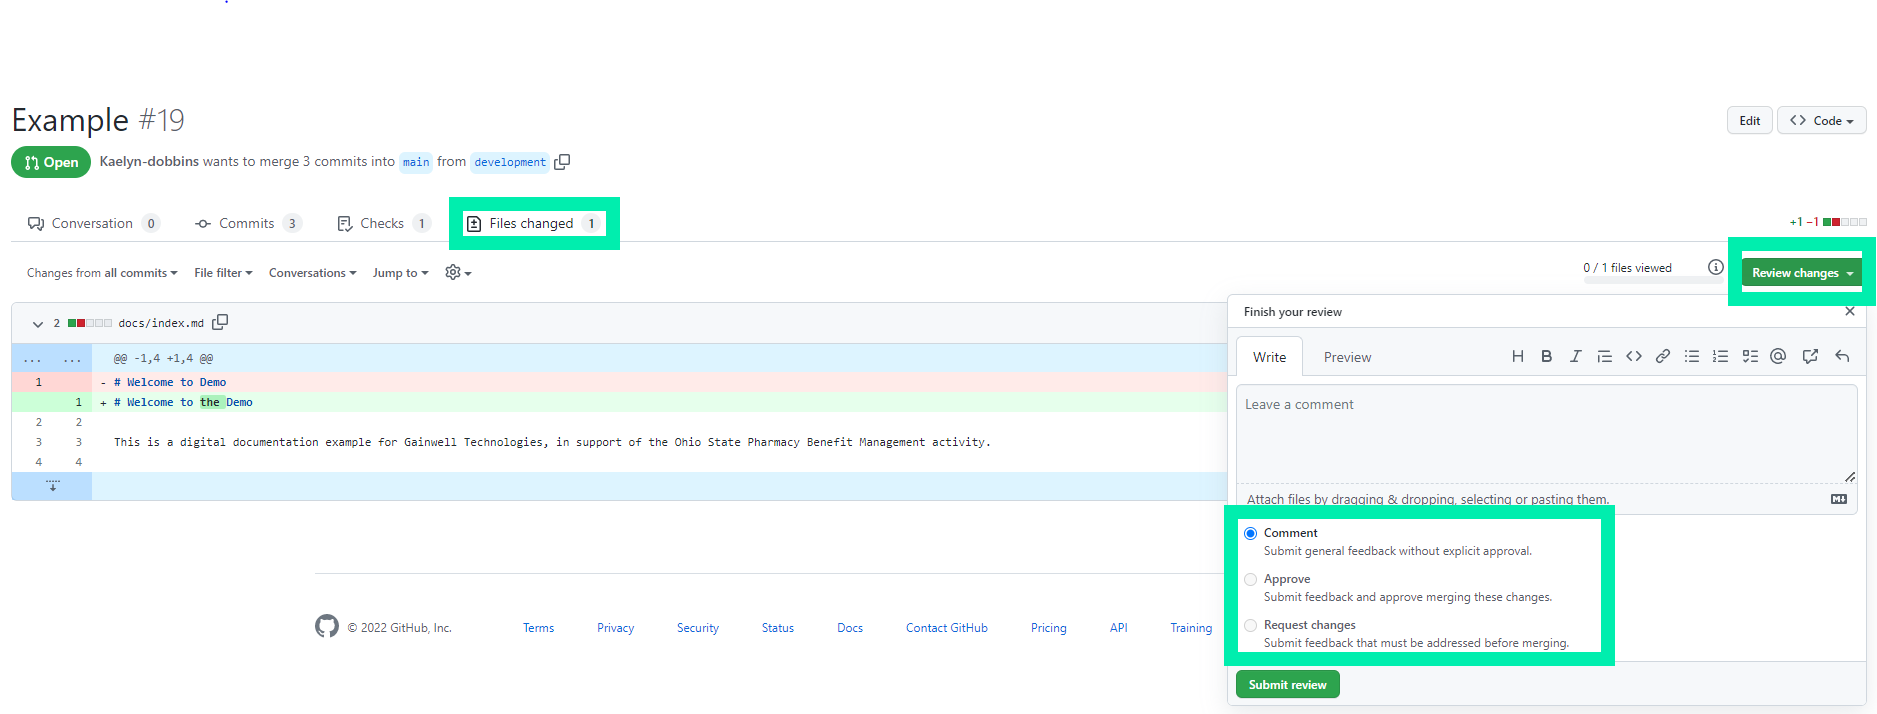 Example #19
Edit
Code
Open
Kaelyn-dobbins wants to merge 3 commits into main from development
Conversation 0
Commits 3
Checks 1
Files changed 1
+1 −1
Changes from all commits
File filter
Conversations
Jump to
0 / 1 files viewed
Review changes
2 docs/index.md
... ... @@ -1,4 +1,4 @@
1 - # Welcome to Demo
1 + # Welcome to the Demo
2 2
3 3 This is a digital documentation example for Gainwell Technologies, in support of the Ohio State Pharmacy Benefit Management activity.
4 4
Finish your review
Write
Preview
Leave a comment
Attach files by dragging & dropping, selecting or pasting them.
Comment
Submit general feedback without explicit approval.
Approve
Submit feedback and approve merging these changes.
Request changes
Submit feedback that must be addressed before merging.
Submit review
© 2022 GitHub, Inc.
Terms
Privacy
Security
Status
Docs
Contact GitHub
Pricing
API
Training